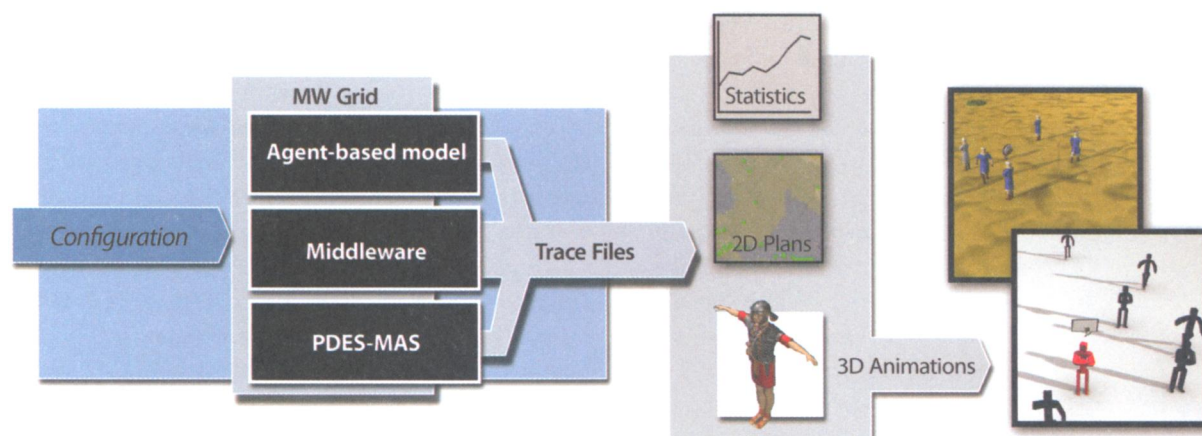 MW Grid
Agent-based model
Configuration
Middleware
PDES-MAS
Trace Files
Statistics
2D Plans
3D Animations